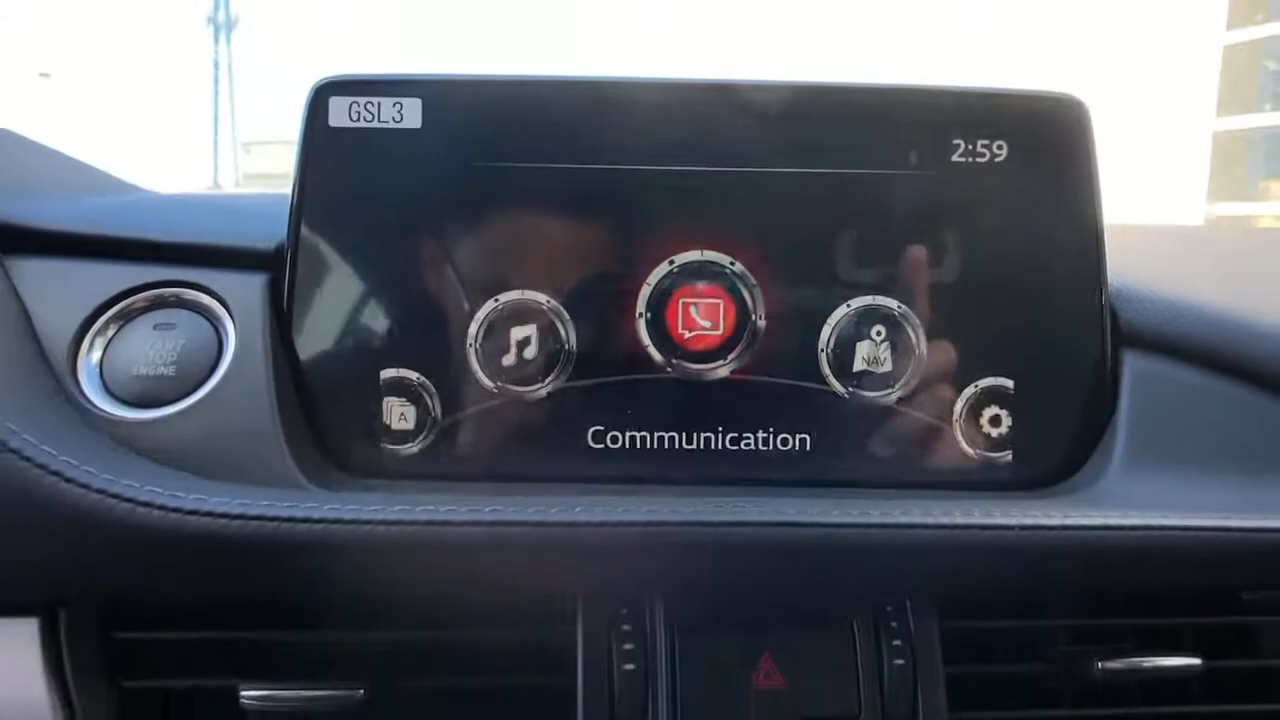 GSL3
2:59
START
STOP
ENGINE
NAV
A
Communication